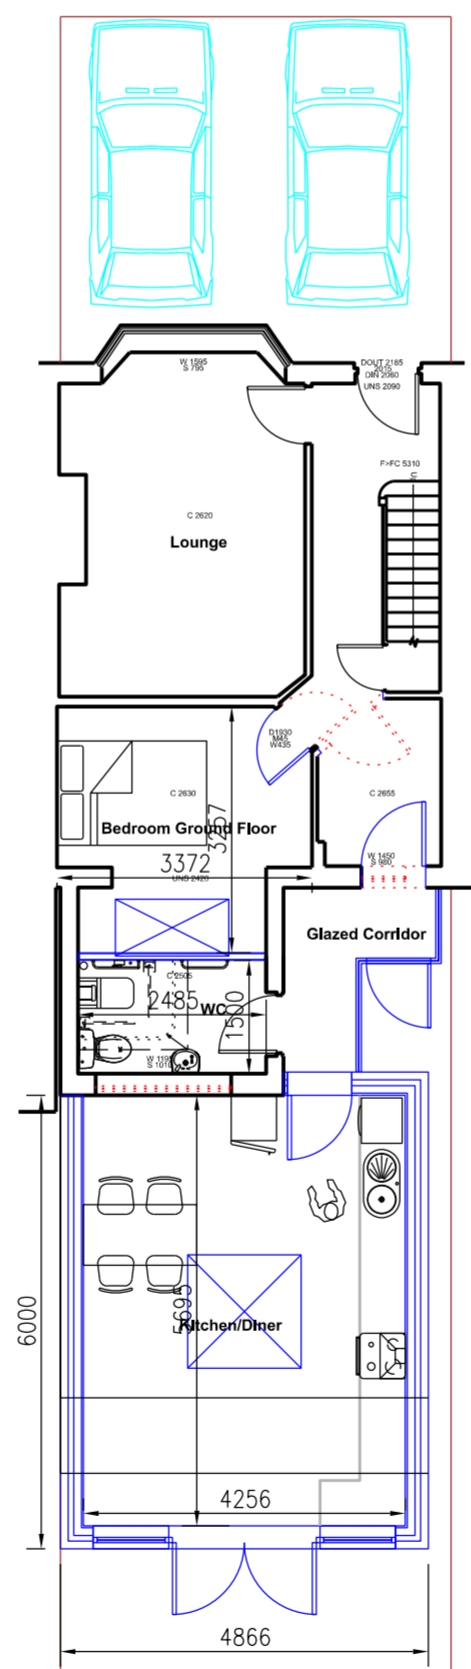 W 1595
S 795
DOUT 2185
2015
DIN 2060
UNS 2090
F>FC 5310
C 2620
Lounge
D1930
M45
W435
C 2630
C 2655
Bedroom Ground Floor
3257
3372
UNS 2420
W 1450
S 980
Glazed Corridor
C 2505
2485
WC
1500
W 1195
S 1010
6000
5695
Kitchen/Diner
4256
4866